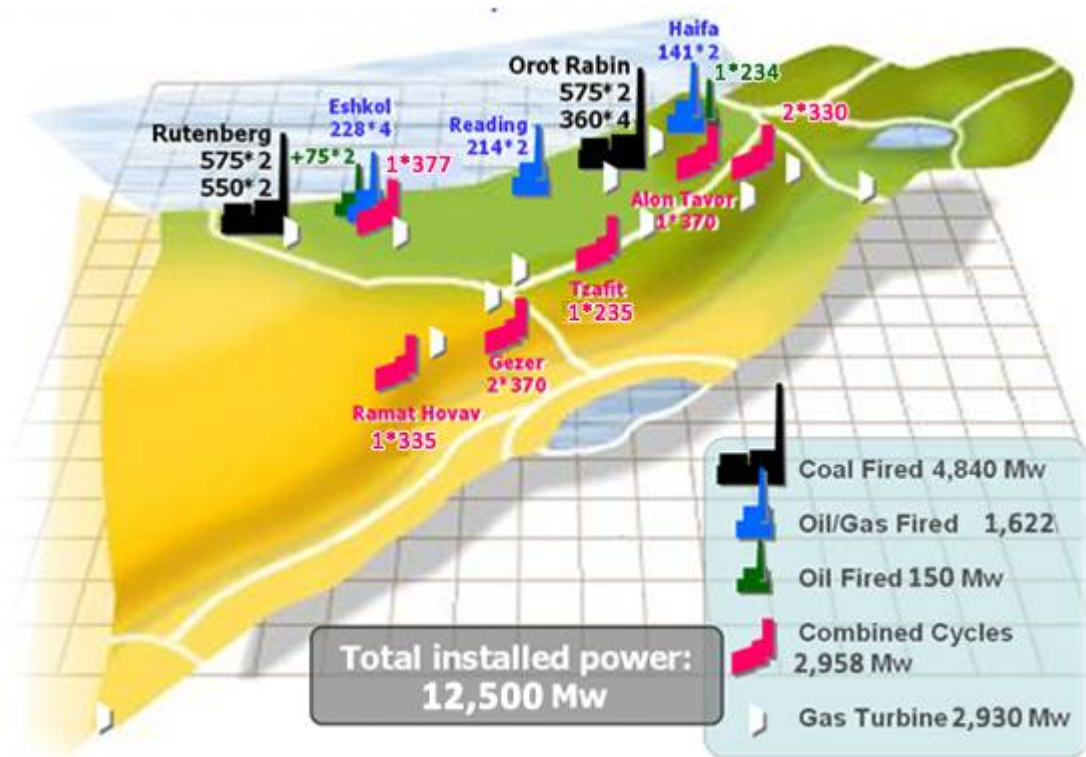 Haifa
141*2
1*234
Orot Rabin
575*2
360*4
2*330
Eshkol
228*4
Reading
214*2
Rutenberg
575*2
550*2
+75*2
1*377
Alon Tavor
1*370
Tzafit
1*235
Gezer
2*370
Ramat Hovav
1*335
Coal Fired 4,840 Mw
Oil/Gas Fired 1,622
Oil Fired 150 Mw
Combined Cycles
2,958 Mw
Gas Turbine 2,930 Mw
Total installed power:
12,500 Mw